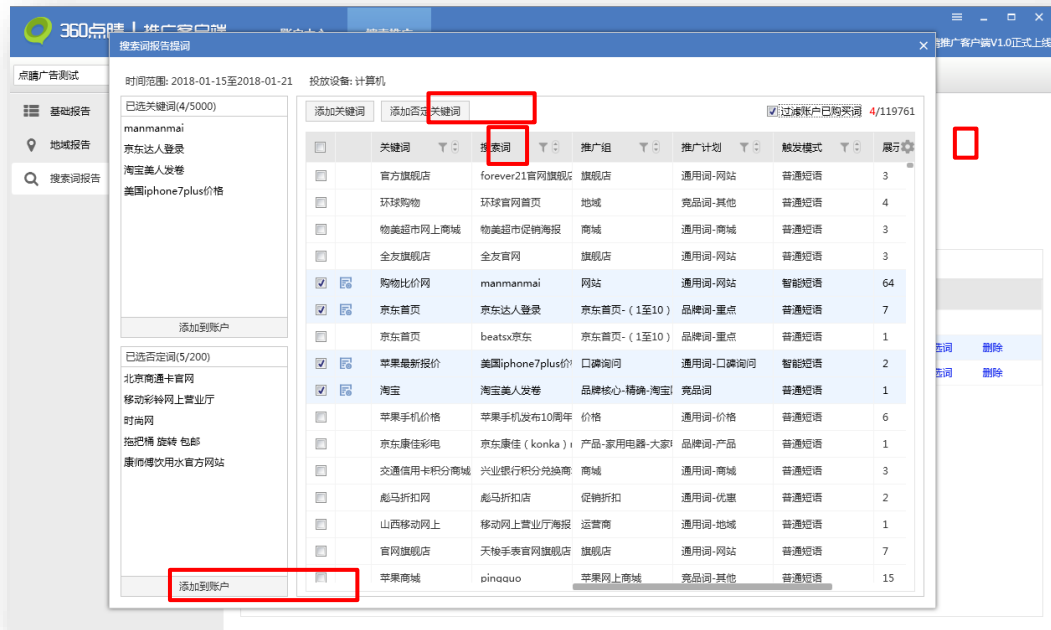 360点睛 | 推广客户端
搜索推广
推广客户端V1.0正式上线
搜索词报告提词
点睛广告测试
基础报告
地域报告
搜索词报告
时间范围: 2018-01-15至2018-01-21 投放设备: 计算机
已选关键词(4/5000)
manmanmai
京东达人登录
淘宝美人发卷
美国iphone7plus价格
添加到账户
已选否定词(5/200)
北京商通卡官网
移动彩铃网上营业厅
时尚网
拖把桶 旋转 包邮
康师傅饮用水官方网站
添加到账户
添加关键词 添加否定关键词 过滤账户已购买词 4/119761
关键词 搜索词 推广组 推广计划 触发模式 展示
官方旗舰店 forever21官网旗舰店 旗舰店 通用词-网站 普通短语 3
环球购物 环球官网首页 地域 竞品词-其他 普通短语 4
物美超市网上商城 物美超市促销海报 商城 通用词-商城 普通短语 3
全友旗舰店 全友官网 旗舰店 通用词-网站 普通短语 3
购物比价网 manmanmai 网站 通用词-网站 智能短语 64
京东首页 京东达人登录 京东首页-（1至10） 品牌词-重点 普通短语 7
京东首页 beatsx京东 京东首页-（1至10） 品牌词-重点 普通短语 1
苹果最新报价 美国iphone7plus价 口碑询问 通用词-口碑询问 智能短语 2
淘宝 淘宝美人发卷 品牌核心-精确-淘宝 竞品词 普通短语 1
苹果手机价格 苹果手机发布10周年 价格 通用词-价格 普通短语 6
京东康佳彩电 京东康佳（konka） 产品-家用电器-大家 品牌词-产品 普通短语 1
交通信用卡积分商城 兴业银行积分兑换商 商城 通用词-商城 普通短语 3
彪马折扣网 彪马折扣店 促销折扣 通用词-优惠 普通短语 2
山西移动网上 移动网上营业厅海报 运营商 通用词-地域 普通短语 1
官网旗舰店 天梭手表官网旗舰店 旗舰店 通用词-网站 普通短语 7
苹果商城 pingguo 苹果网上商城 竞品词-其他 普通短语 15
选词 删除
选词 删除